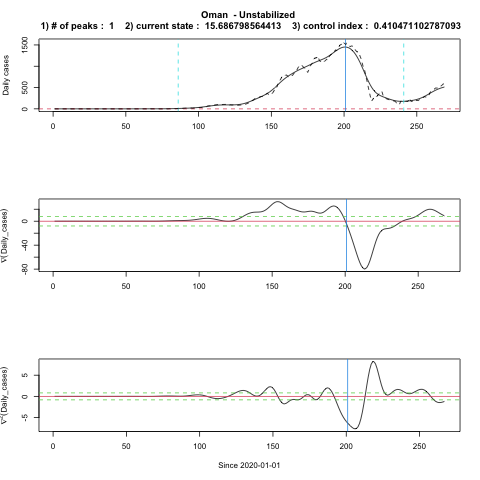 Oman - Unstabilized
1) # of peaks : 1 2) current state : 15.686798564413 3) control index : 0.410471102787093
Daily cases
1500
500
0
0 50 100 150 200 250
∇(Daily_cases)
0
-40
-80
0 50 100 150 200 250
∇²(Daily_cases)
5
0
-5
0 50 100 150 200 250
Since 2020-01-01